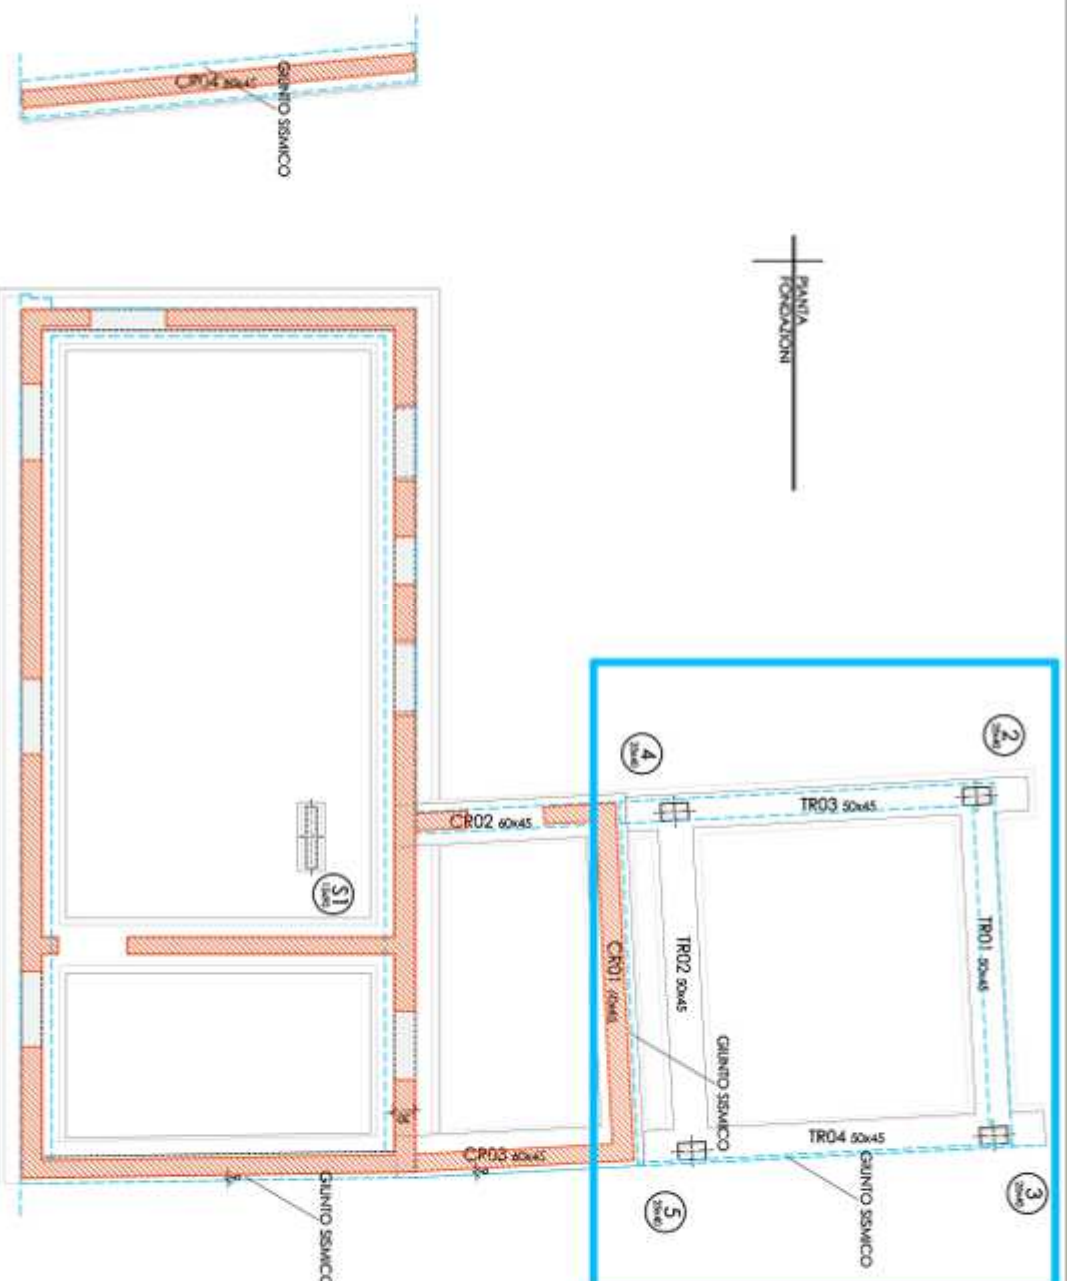 CR04 60x45
GIUNTO SISMICO
PIANTA
FONDAZIONI
2
4
TR03 50x45
CR02 60x45
S1
TR01 50x45
TR02 50x45
CR01
GIUNTO SISMICO
TR04 50x45
CR03 60x45
GIUNTO SISMICO
GIUNTO SISMICO
3
5